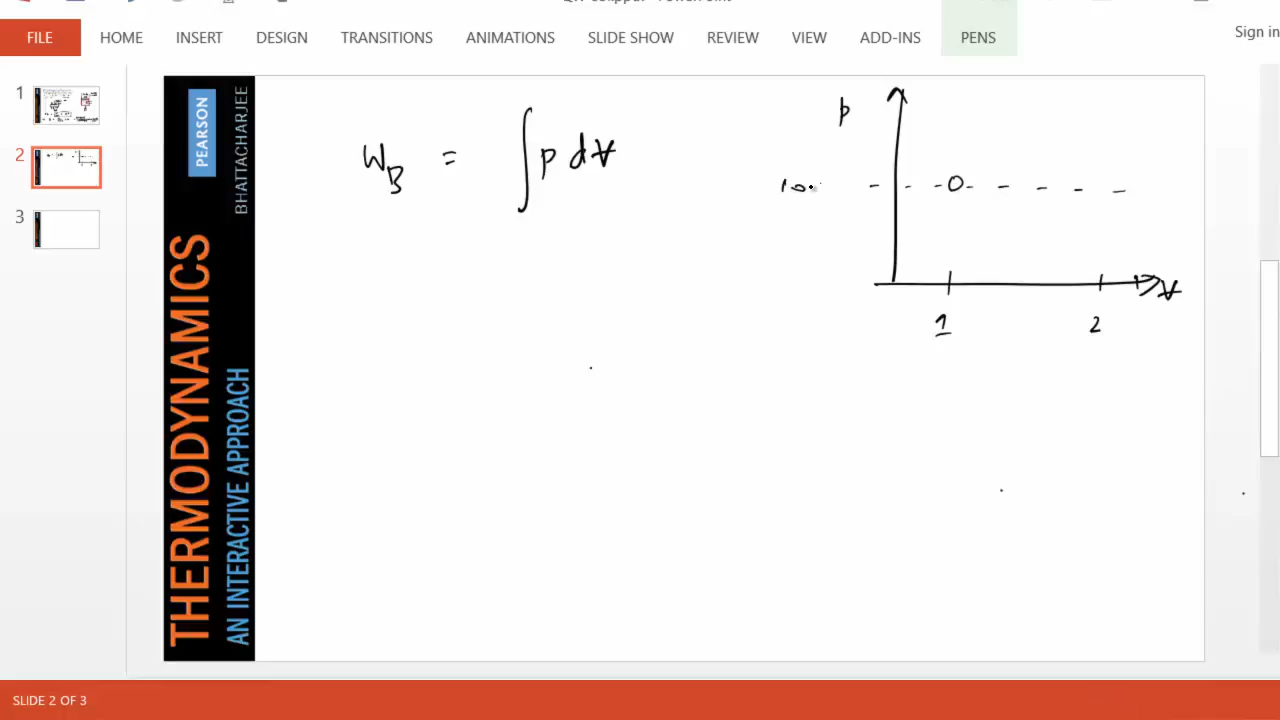 FILE HOME INSERT DESIGN TRANSITIONS ANIMATIONS SLIDE SHOW REVIEW VIEW ADD-INS PENS Sign in
1
2
3
THERMODYNAMICS
AN INTERACTIVE APPROACH
PEARSON
BHATTACHARJEE
W_B = ∫ p dV
p
100
V
1 2
SLIDE 2 OF 3